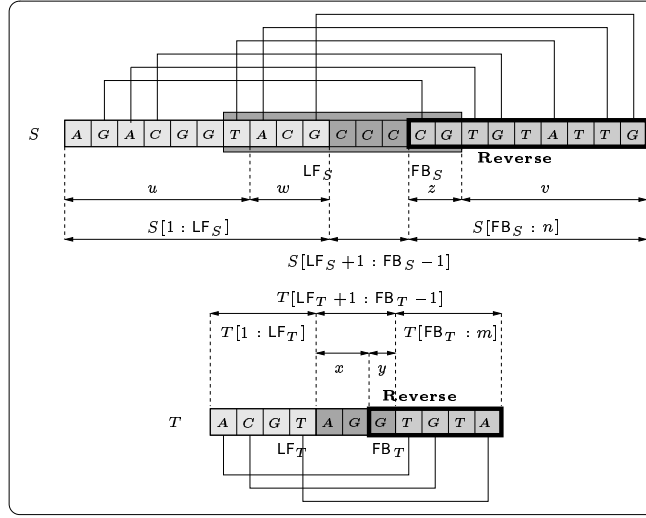 S A G A C G G T A C G C C C C G T G T A T T G
LF_S FB_S Reverse
u w z v
S[1 : LF_S] S[FB_S : n]
S[LF_S +1 : FB_S − 1]
T[LF_T +1 : FB_T − 1]
T[1 : LF_T] T[FB_T : m]
x y
Reverse
T A C G T A G G T G T A
LF_T FB_T